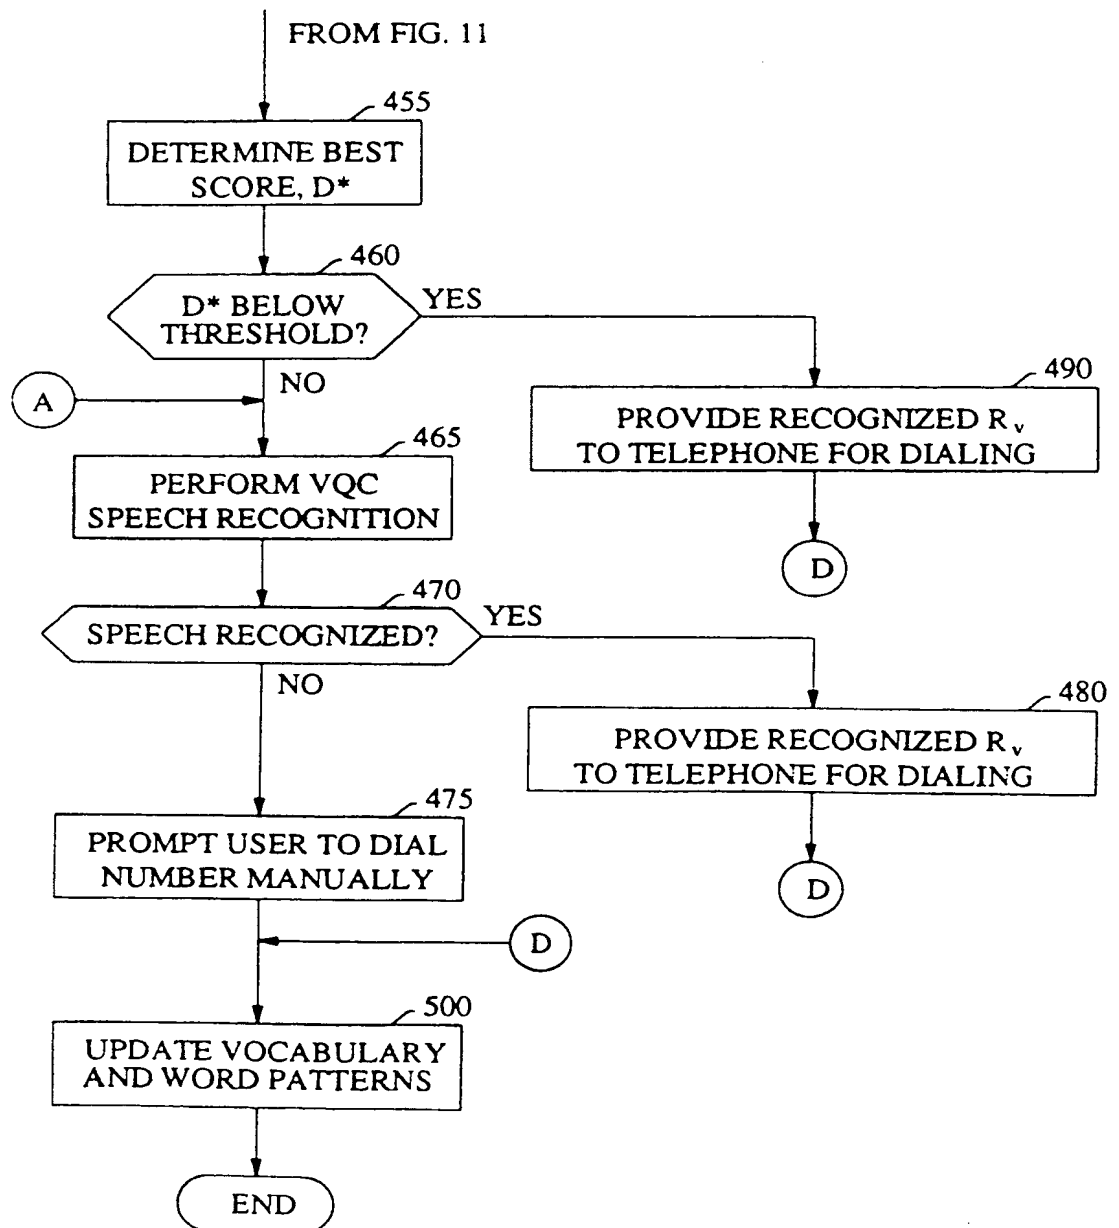 FROM FIG. 11
455
DETERMINE BEST
SCORE, D*
460
D* BELOW
THRESHOLD?
YES
NO
A
490
PROVIDE RECOGNIZED Rv
TO TELEPHONE FOR DIALING
D
465
PERFORM VQC
SPEECH RECOGNITION
470
SPEECH RECOGNIZED?
YES
NO
480
PROVIDE RECOGNIZED Rv
TO TELEPHONE FOR DIALING
D
475
PROMPT USER TO DIAL
NUMBER MANUALLY
D
500
UPDATE VOCABULARY
AND WORD PATTERNS
END